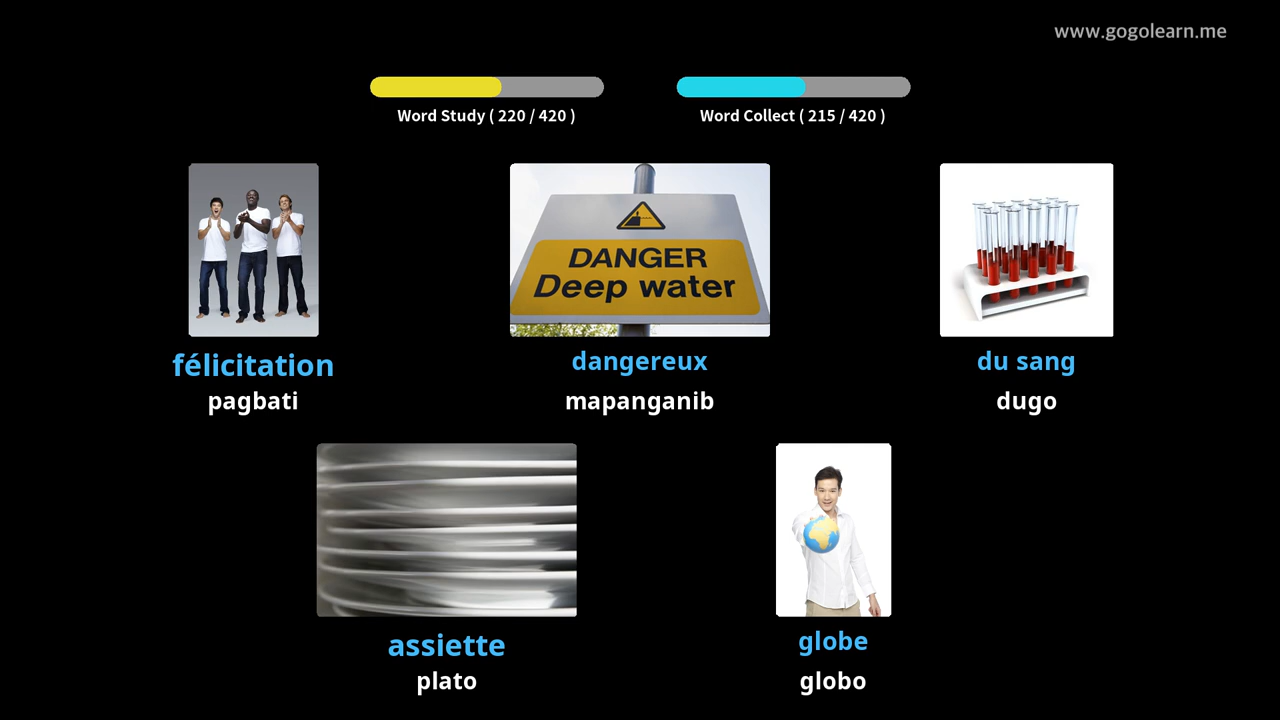 www.gogolearn.me
Word Study ( 220 / 420 )
Word Collect ( 215 / 420 )
DANGER
Deep water
félicitation
pagbati
dangereux
mapanganib
du sang
dugo
assiette
plato
globe
globo